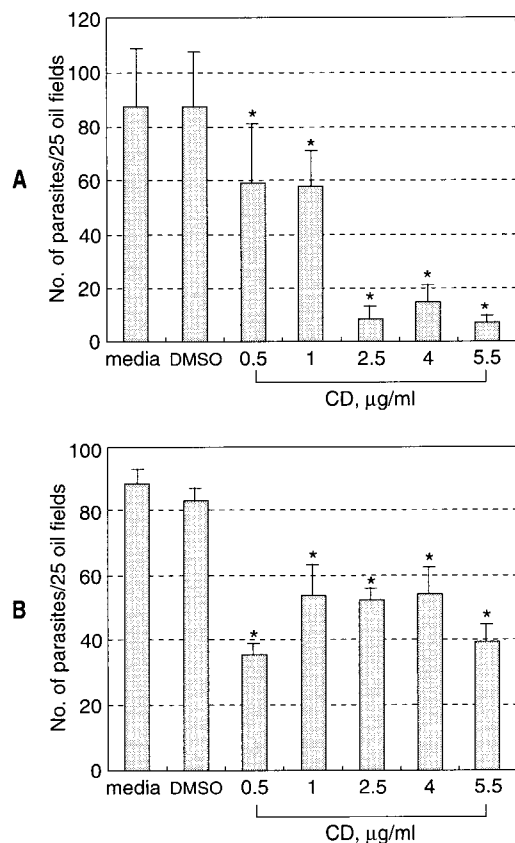 A
No. of parasites/25 oil fields
120
100
80
60
40
20
0
*
*
*
*
*
media DMSO 0.5 1 2.5 4 5.5
CD, μg/ml
B
No. of parasites/25 oil fields
100
80
60
40
20
0
*
*
*
*
*
media DMSO 0.5 1 2.5 4 5.5
CD, μg/ml